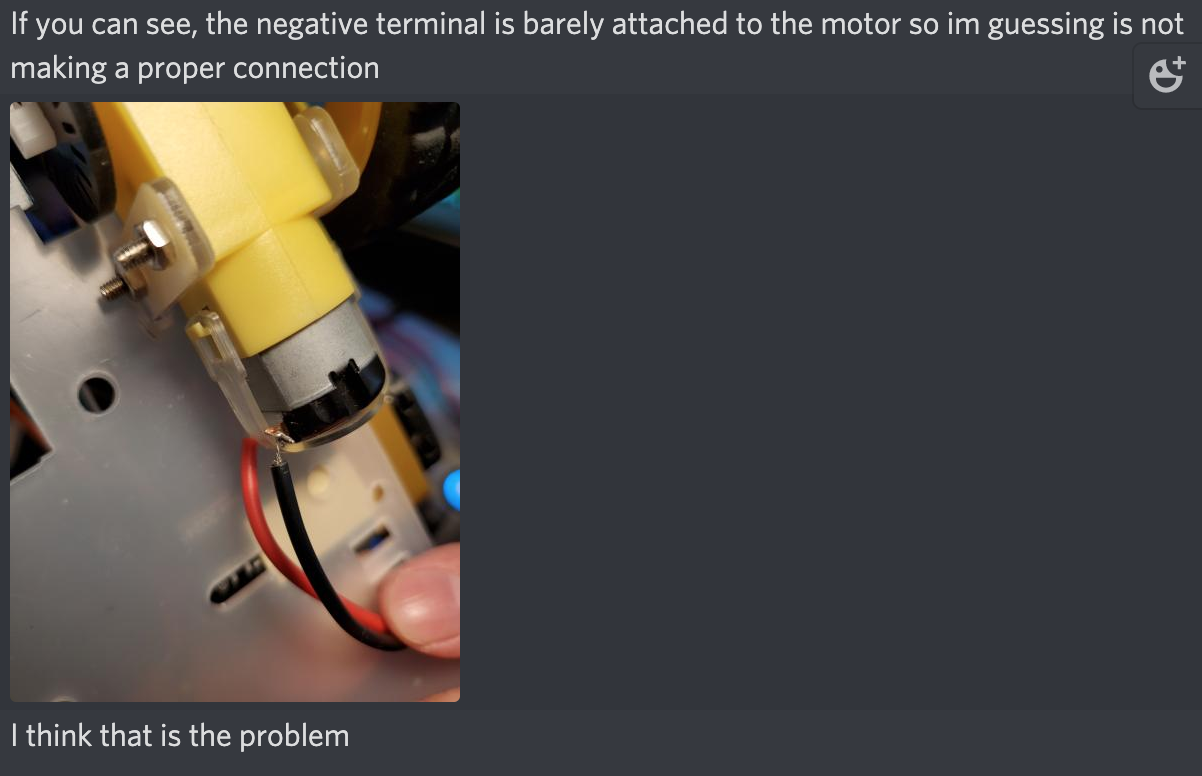 If you can see, the negative terminal is barely attached to the motor so im guessing is not
making a proper connection
I think that is the problem